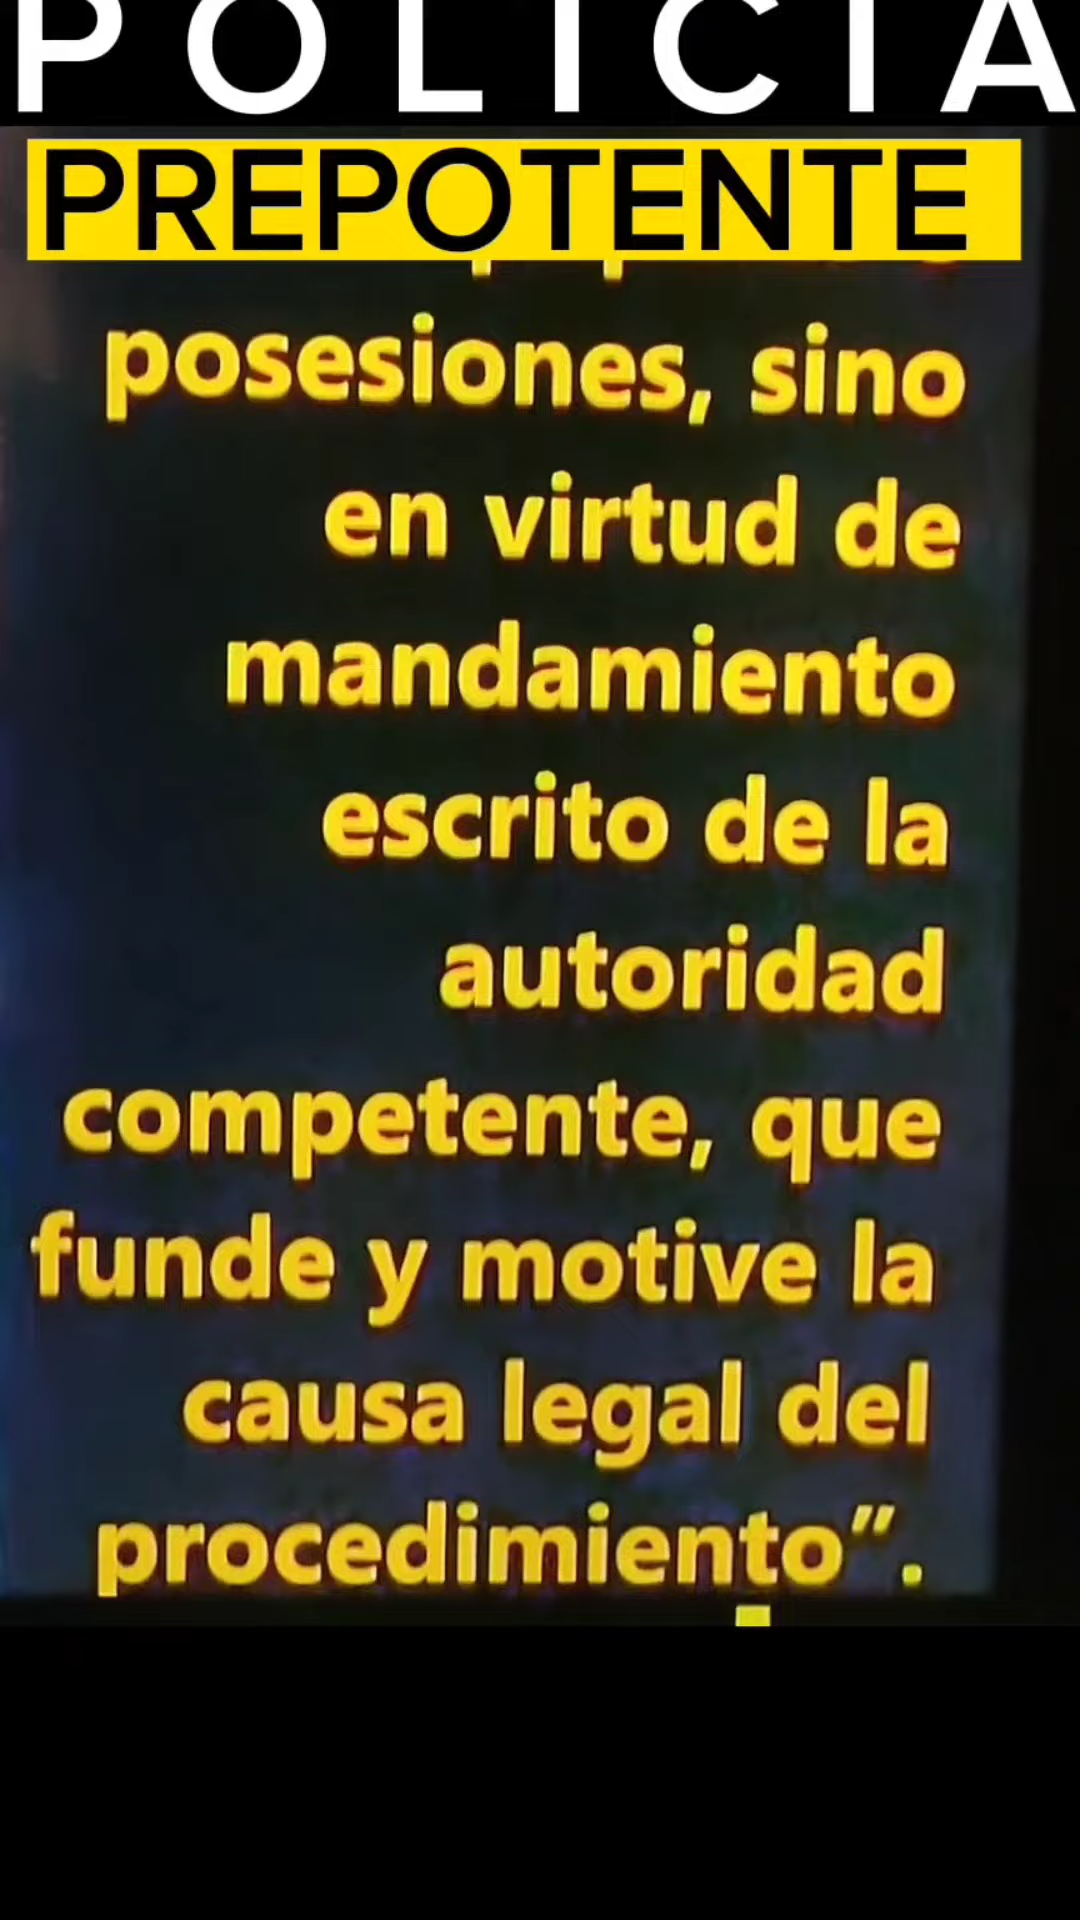 POLICIA
PREPOTENTE
posesiones, sino
en virtud de
mandamiento
escrito de la
autoridad
competente, que
funde y motive la
causa legal del
procedimiento”.